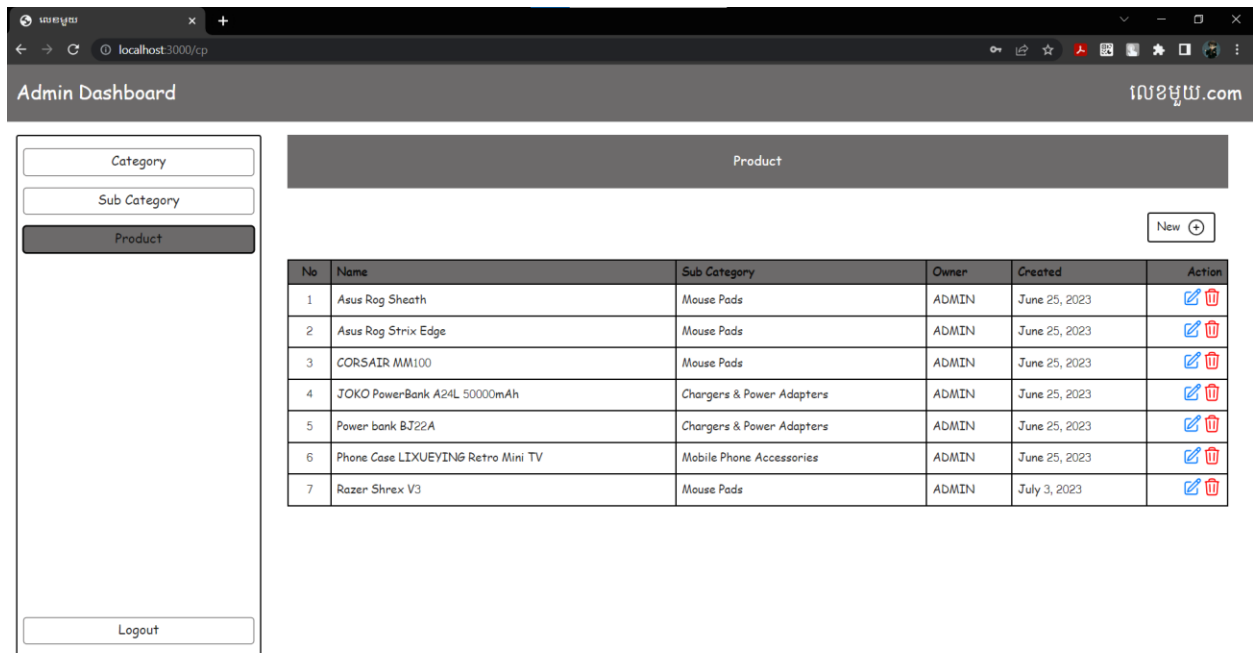 លេខមួយ
localhost:3000/cp
Admin Dashboard
លេខមួយ.com
Category
Sub Category
Product
Logout
Product
New
No Name Sub Category Owner Created Action
1 Asus Rog Sheath Mouse Pads ADMIN June 25, 2023
2 Asus Rog Strix Edge Mouse Pads ADMIN June 25, 2023
3 CORSAIR MM100 Mouse Pads ADMIN June 25, 2023
4 JOKO PowerBank A24L 50000mAh Chargers & Power Adapters ADMIN June 25, 2023
5 Power bank BJ22A Chargers & Power Adapters ADMIN June 25, 2023
6 Phone Case LIXUEYING Retro Mini TV Mobile Phone Accessories ADMIN June 25, 2023
7 Razer Shrex V3 Mouse Pads ADMIN July 3, 2023